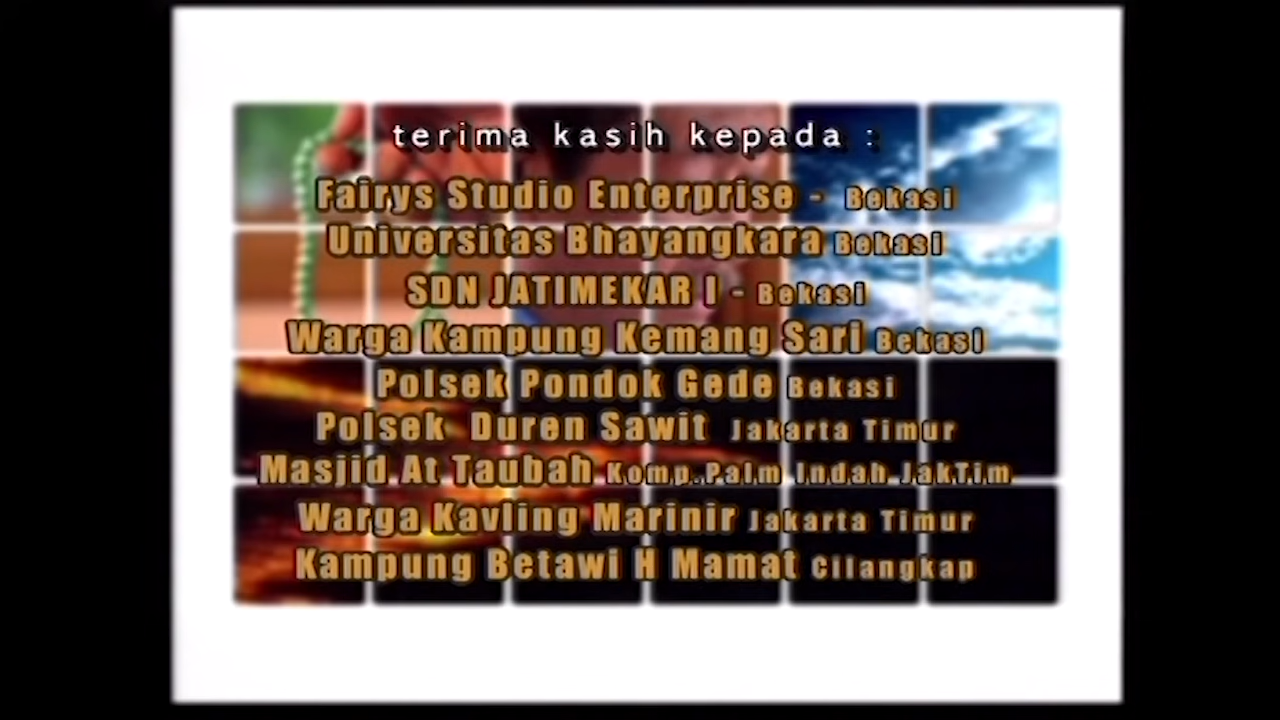 terima kasih kepada :
Fairys Studio Enterprise - Bekasi
Universitas Bhayangkara Bekasi
SDN JATIMEKAR I - Bekasi
Warga Kampung Kemang Sari Bekasi
Polsek Pondok Gede Bekasi
Polsek Duren Sawit Jakarta Timur
Masjid At Taubah Komp.Palm Indah JakTim
Warga Kavling Marinir Jakarta Timur
Kampung Betawi H Mamat Cilangkap